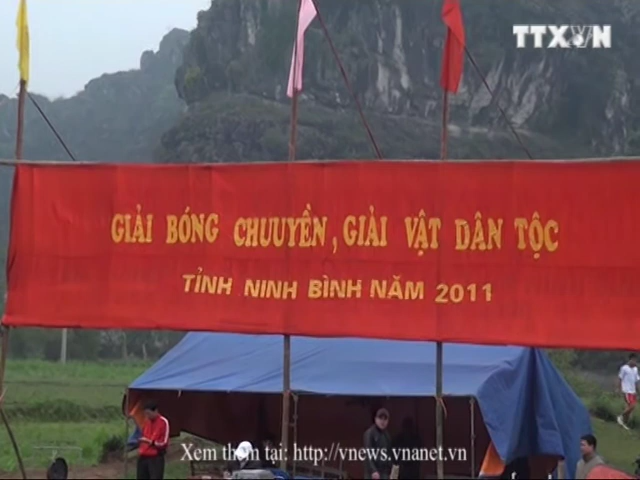 TTXVN
GIẢI BÓNG CHUUYỀN, GIẢI VẬT DÂN TỘC
TỈNH NINH BÌNH NĂM 2011
Xem thêm tại: http://vnews.vnanet.vn